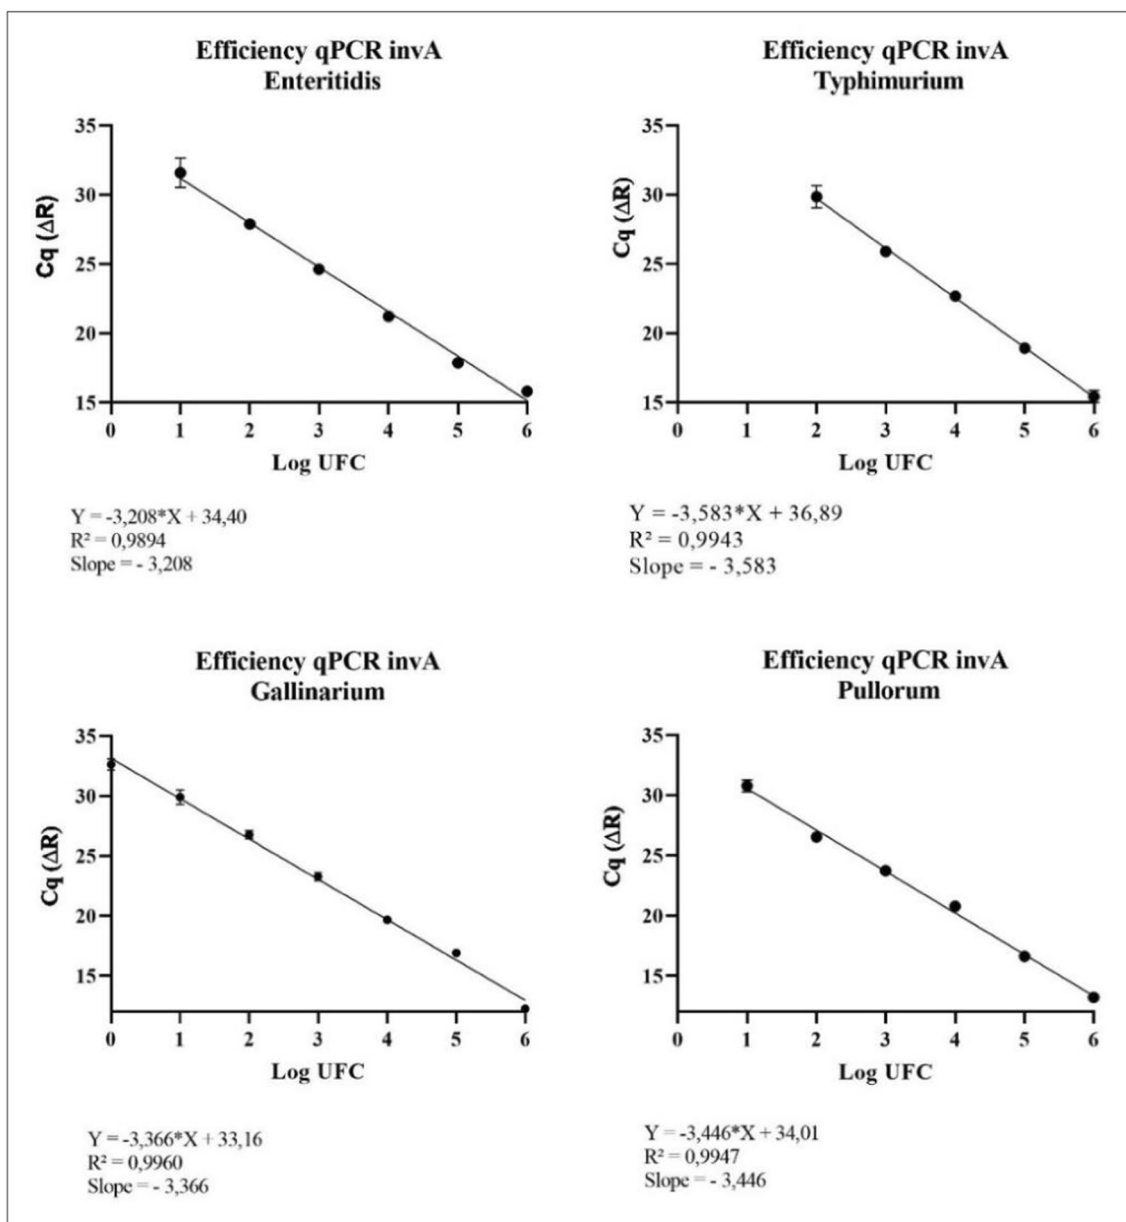 Efficiency qPCR invA
Enteritidis
35
30
25
20
15
Cq (ΔR)
0 1 2 3 4 5 6
Log UFC
Y = -3,208*X + 34,40
R² = 0,9894
Slope = - 3,208
Efficiency qPCR invA
Typhimurium
35
30
25
20
15
Cq (ΔR)
0 1 2 3 4 5 6
Log UFC
Y = -3,583*X + 36,89
R² = 0,9943
Slope = - 3,583
Efficiency qPCR invA
Gallinarium
35
30
25
20
15
Cq (ΔR)
0 1 2 3 4 5 6
Log UFC
Y = -3,366*X + 33,16
R² = 0,9960
Slope = - 3,366
Efficiency qPCR invA
Pullorum
35
30
25
20
15
Cq (ΔR)
0 1 2 3 4 5 6
Log UFC
Y = -3,446*X + 34,01
R² = 0,9947
Slope = - 3,446